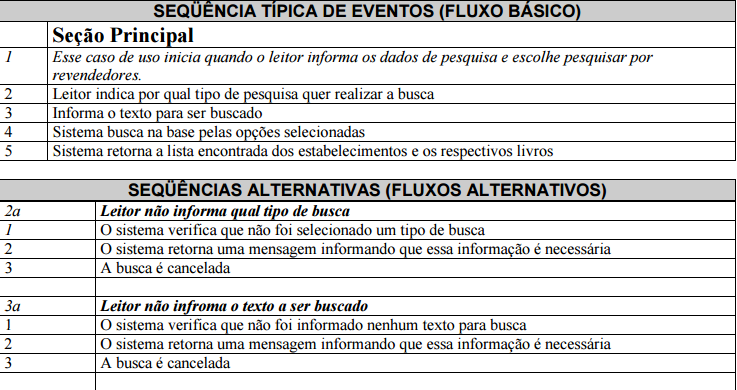 SEQÜÊNCIA TÍPICA DE EVENTOS (FLUXO BÁSICO)
Seção Principal
1 Esse caso de uso inicia quando o leitor informa os dados de pesquisa e escolhe pesquisar por
revendedores.
2 Leitor indica por qual tipo de pesquisa quer realizar a busca
3 Informa o texto para ser buscado
4 Sistema busca na base pelas opções selecionadas
5 Sistema retorna a lista encontrada dos estabelecimentos e os respectivos livros
SEQÜÊNCIAS ALTERNATIVAS (FLUXOS ALTERNATIVOS)
2a Leitor não informa qual tipo de busca
1 O sistema verifica que não foi selecionado um tipo de busca
2 O sistema retorna uma mensagem informando que essa informação é necessária
3 A busca é cancelada
3a Leitor não infroma o texto a ser buscado
1 O sistema verifica que não foi informado nenhum texto para busca
2 O sistema retorna uma mensagem informando que essa informação é necessária
3 A busca é cancelada